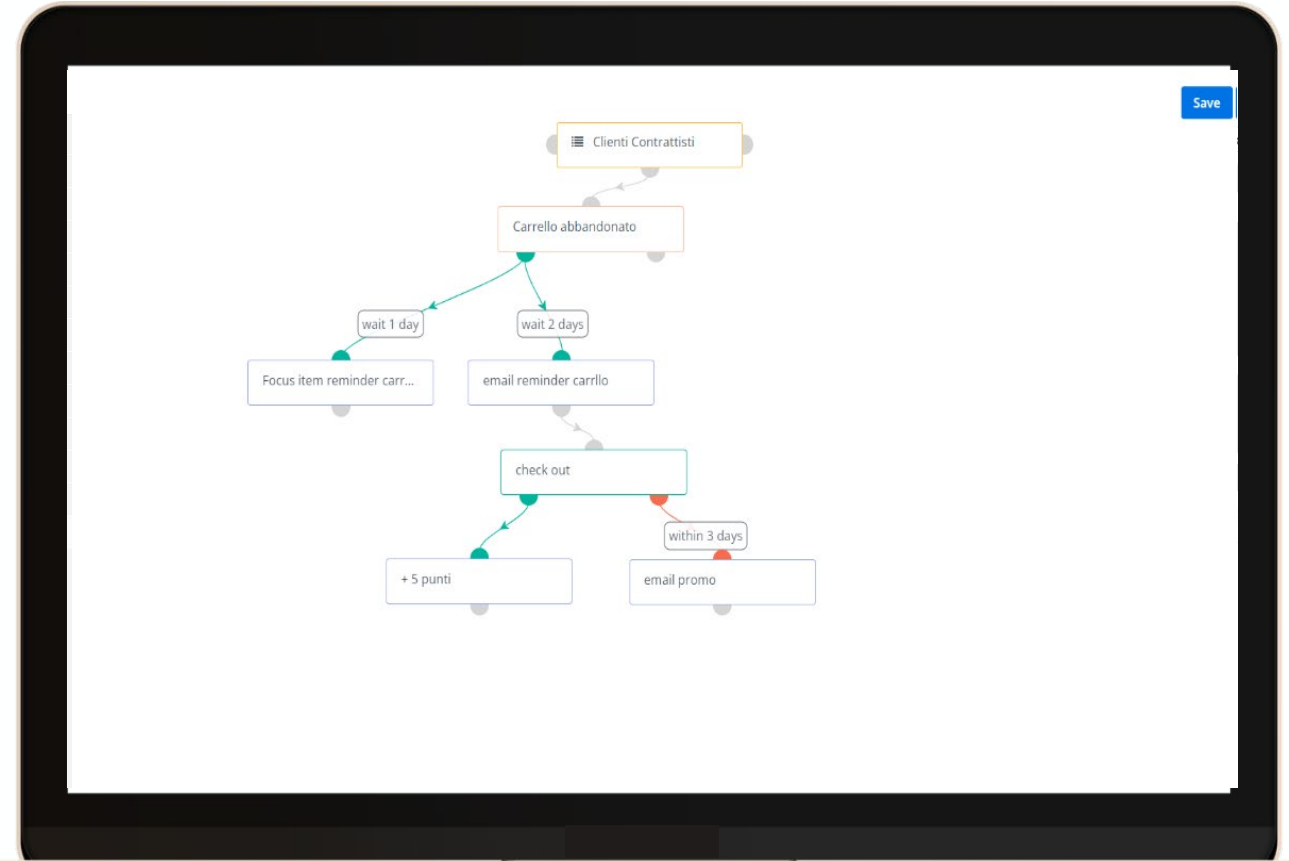 Save
Clienti Contrattisti
Carrello abbandonato
wait 1 day
wait 2 days
Focus item reminder carr...
email reminder carrllo
check out
within 3 days
+ 5 punti
email promo